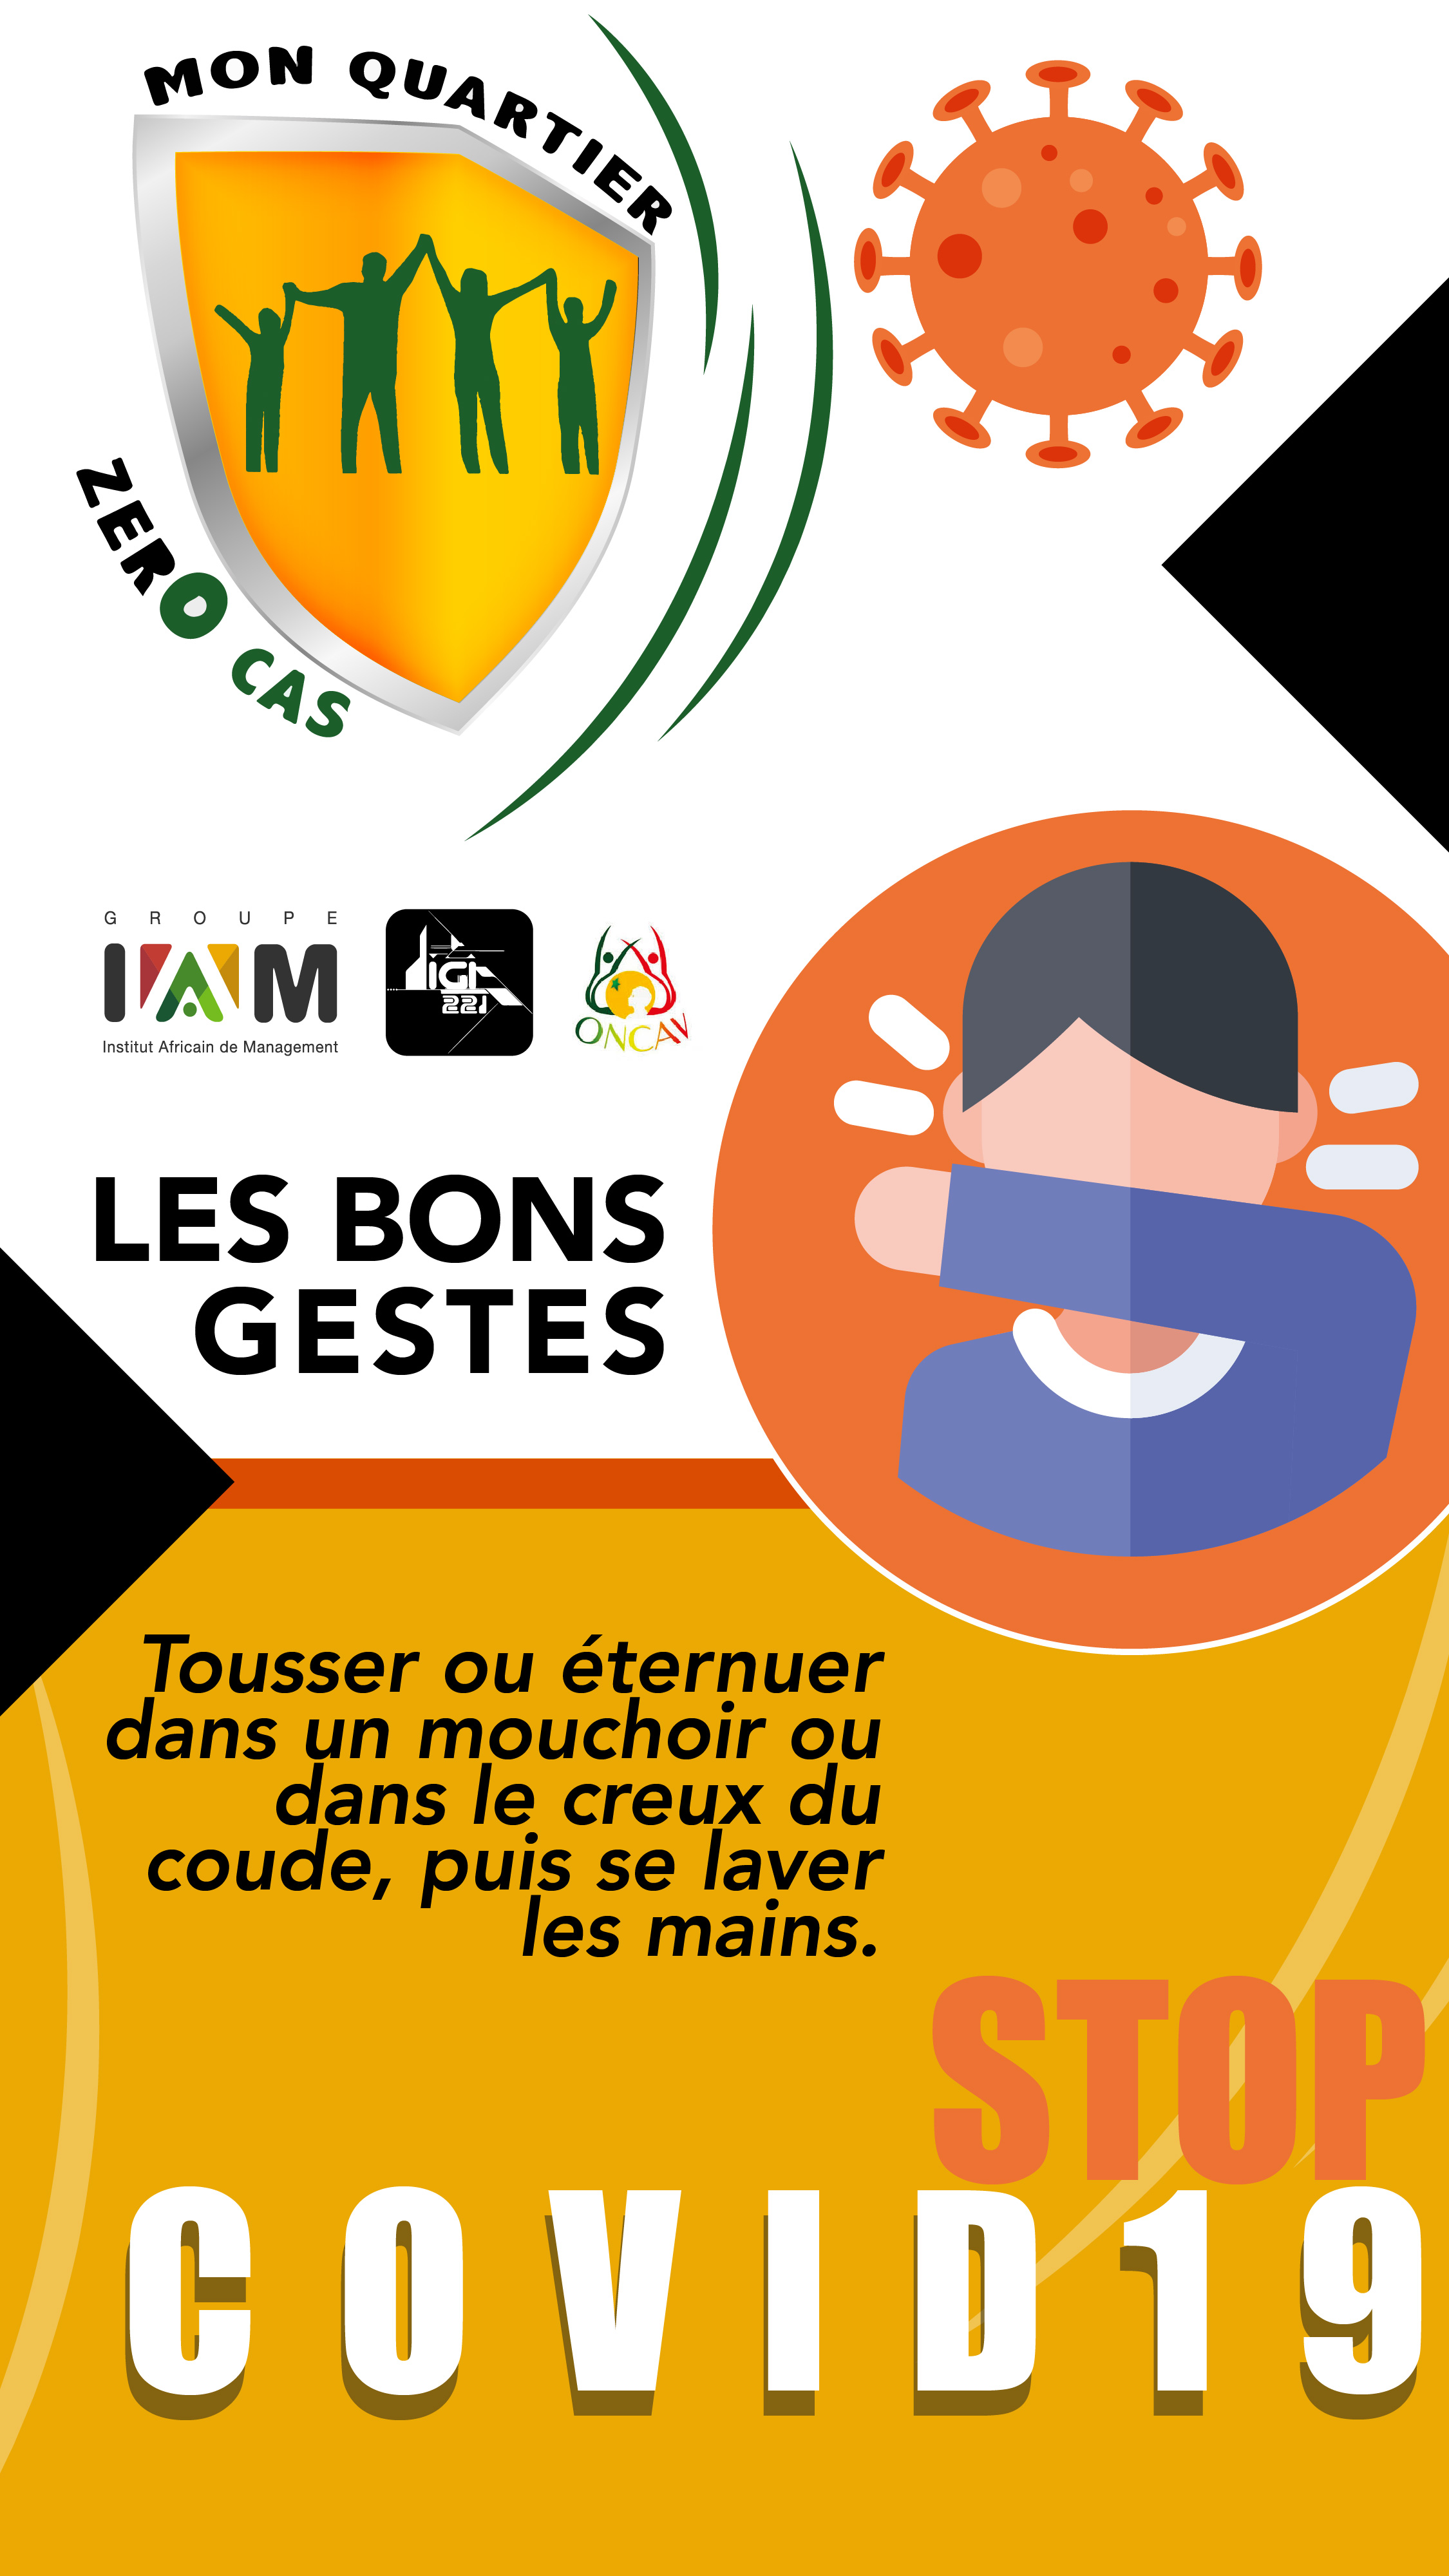 MON QUARTIER
ZERO CAS
GROUPE
IAM
Institut Africain de Management
221
ONCAV
LES BONS
GESTES
Tousser ou éternuer
dans un mouchoir ou
dans le creux du
coude, puis se laver
les mains.
STOP
COVID19